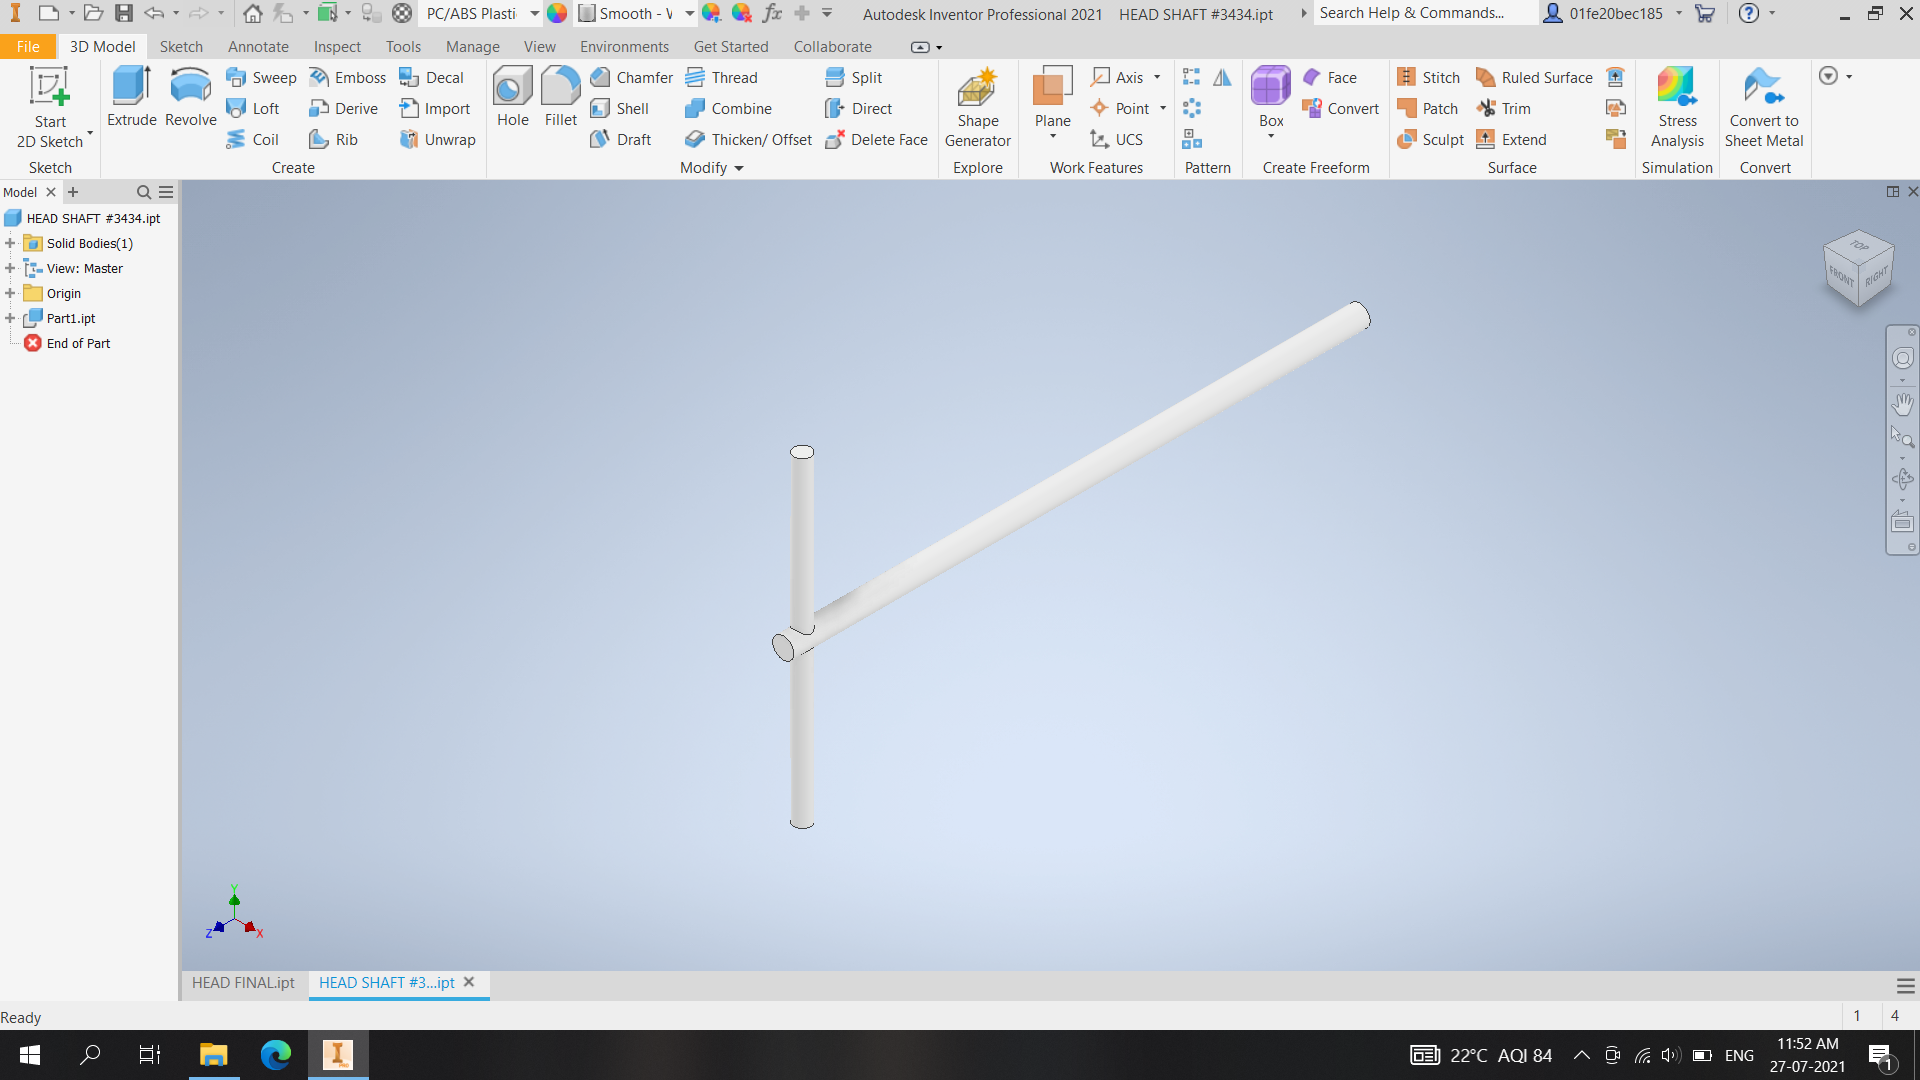 PC/ABS Plasti
Smooth - V
Autodesk Inventor Professional 2021 HEAD SHAFT #3434.ipt
Search Help & Commands...
01fe20bec185
File 3D Model Sketch Annotate Inspect Tools Manage View Environments Get Started Collaborate
Start
2D Sketch
Sketch
Extrude
Revolve
Sweep
Emboss
Decal
Loft
Derive
Import
Coil
Rib
Unwrap
Create
Hole
Fillet
Chamfer
Thread
Split
Shell
Combine
Direct
Draft
Thicken/ Offset
Delete Face
Modify
Shape
Generator
Explore
Plane
Axis
Point
UCS
Work Features
Pattern
Box
Face
Convert
Create Freeform
Stitch
Ruled Surface
Patch
Trim
Sculpt
Extend
Surface
Stress
Analysis
Simulation
Convert to
Sheet Metal
Convert
Model
HEAD SHAFT #3434.ipt
Solid Bodies(1)
View: Master
Origin
Part1.ipt
End of Part
TOP
FRONT
RIGHT
Y
Z
X
HEAD FINAL.ipt
HEAD SHAFT #3...ipt
Ready
1 4
22°C AQI 84
ENG
11:52 AM
27-07-2021
1